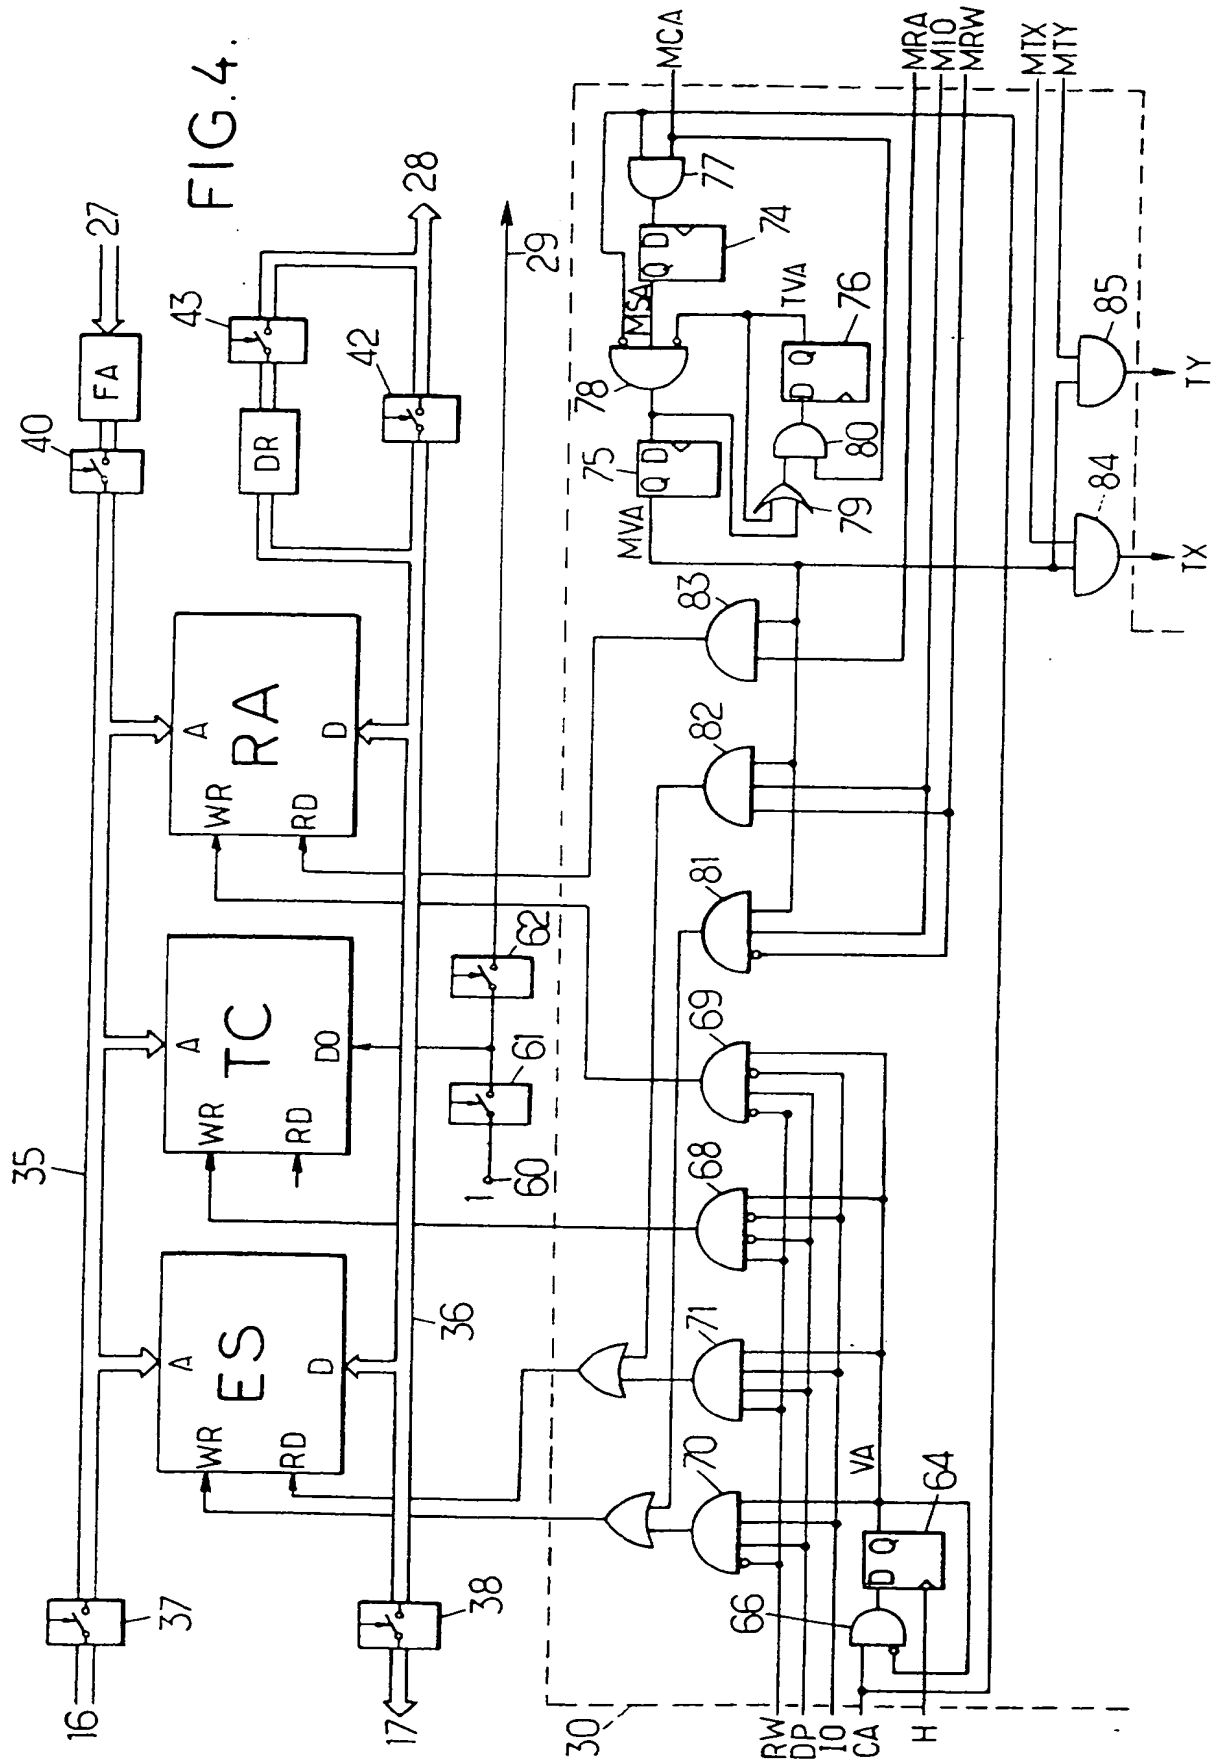 FIG. 4.
16
37
35
40
FA
27
43
28
DR
42
17
38
36
ES
A
D
WR
RD
TC
A
DO
WR
RD
RA
A
D
WR
RD
1
60
61
62
29
30
RW
DP
IO
CA
H
66
64
D
Q
VA
70
71
68
69
81
82
83
MVA
75
Q
D
78
MSA
74
Q
D
77
TVA
76
D
Q
80
79
MCA
MRA
MIO
MRW
MTX
MTY
84
85
TX
TY